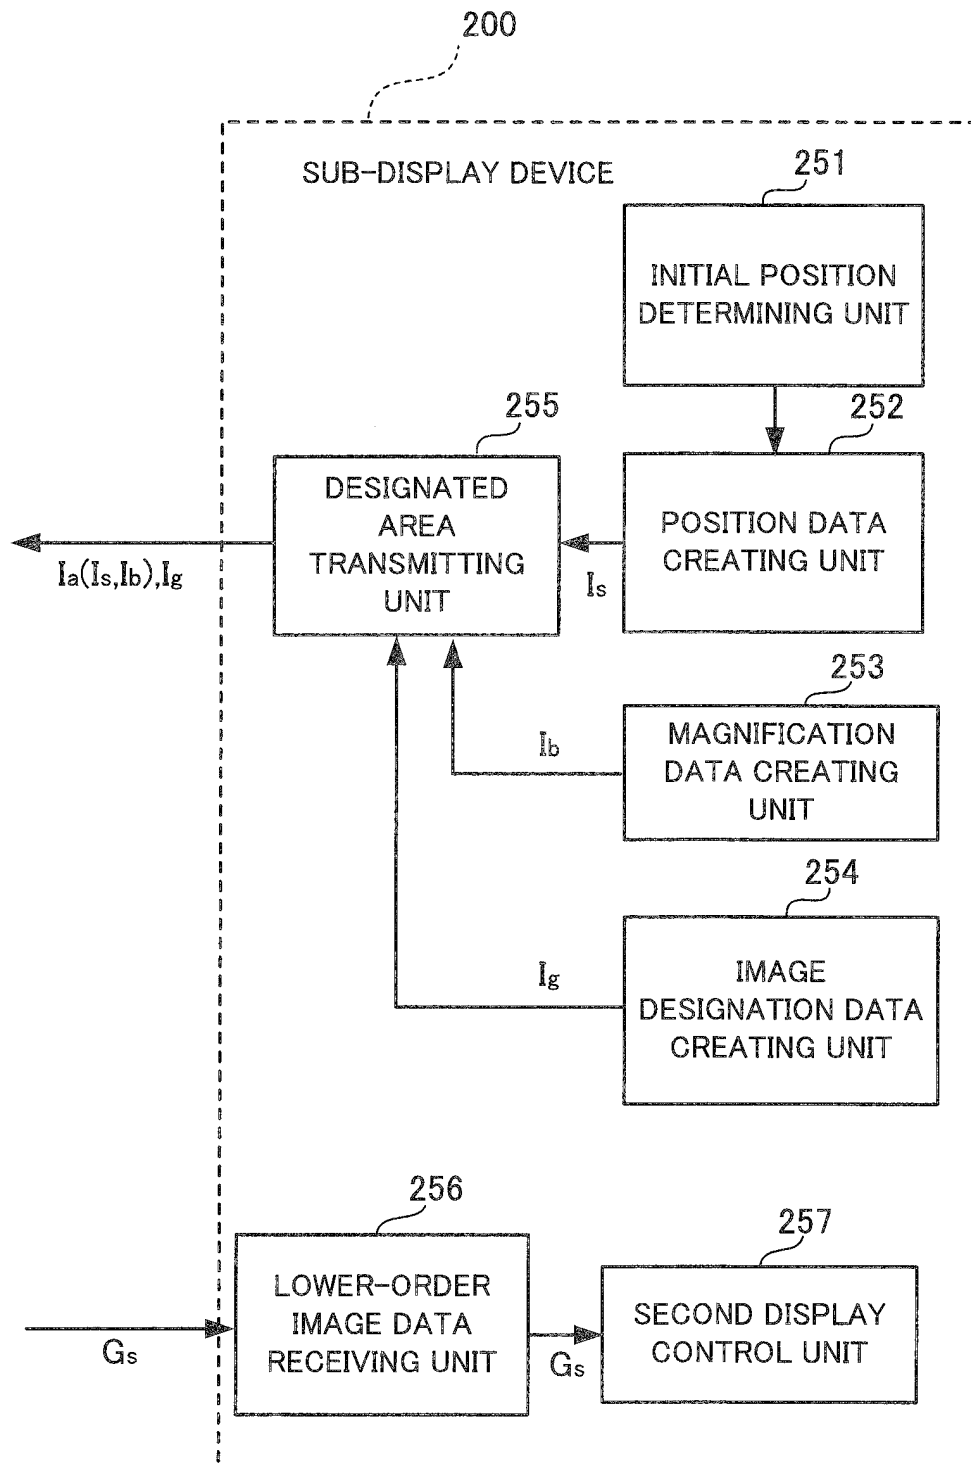 200
SUB-DISPLAY DEVICE
251
INITIAL POSITION
DETERMINING UNIT
252
POSITION DATA
CREATING UNIT
255
DESIGNATED
AREA
TRANSMITTING
UNIT
Is
Ia(Is,Ib),Ig
253
MAGNIFICATION
DATA CREATING
UNIT
Ib
254
IMAGE
DESIGNATION DATA
CREATING UNIT
Ig
256
LOWER-ORDER
IMAGE DATA
RECEIVING UNIT
Gs
Gs
257
SECOND DISPLAY
CONTROL UNIT